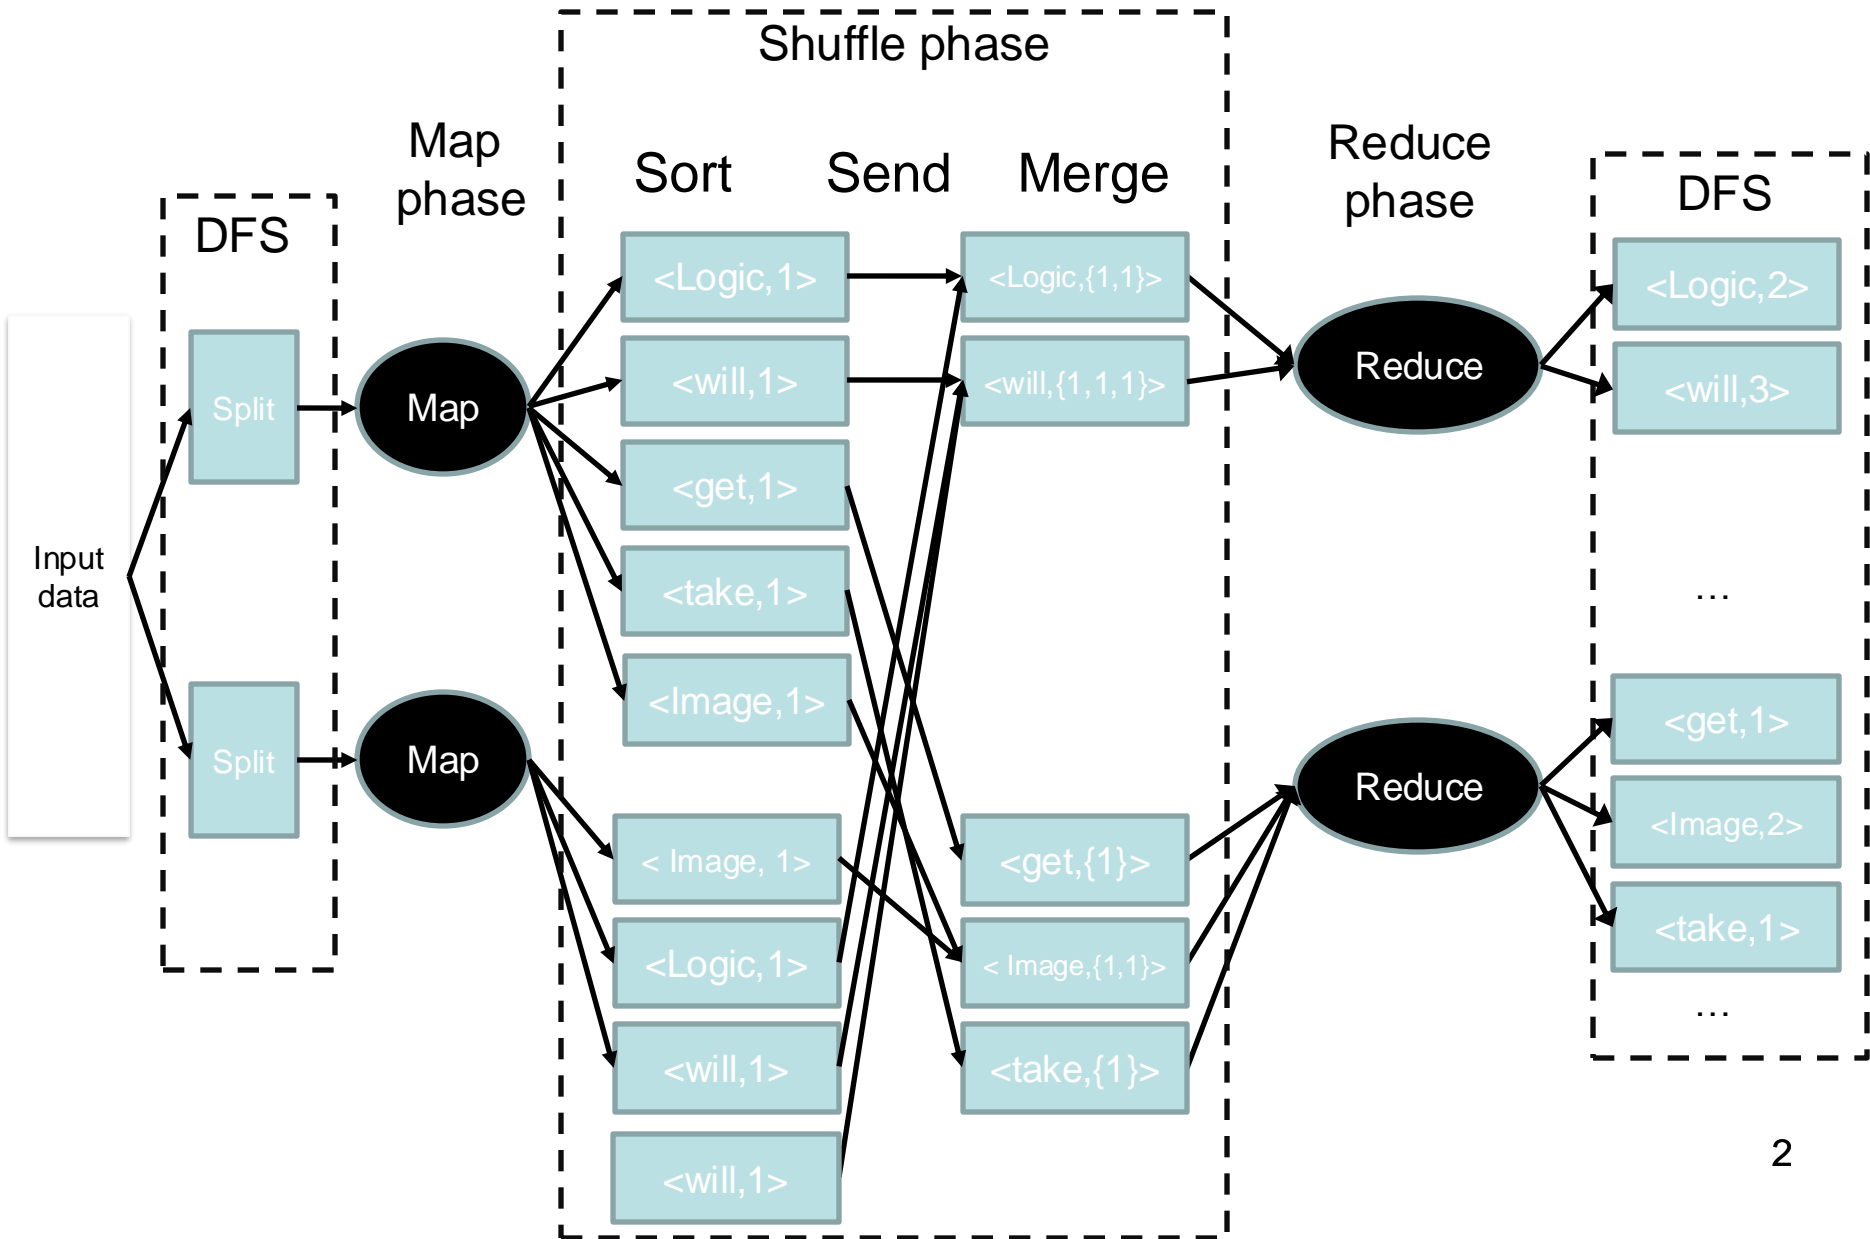 Shuffle phase
Map
phase
Sort
Send
Merge
Reduce
phase
DFS
DFS
Input
data
Split
Split
Map
Map
<Logic,1>
<will,1>
<get,1>
<take,1>
<Image,1>
< Image, 1>
<Logic,1>
<will,1>
<will,1>
<Logic,{1,1}>
<will,{1,1,1}>
<get,{1}>
< Image,{1,1}>
<take,{1}>
Reduce
Reduce
<Logic,2>
<will,3>
...
<get,1>
<Image,2>
<take,1>
...
2